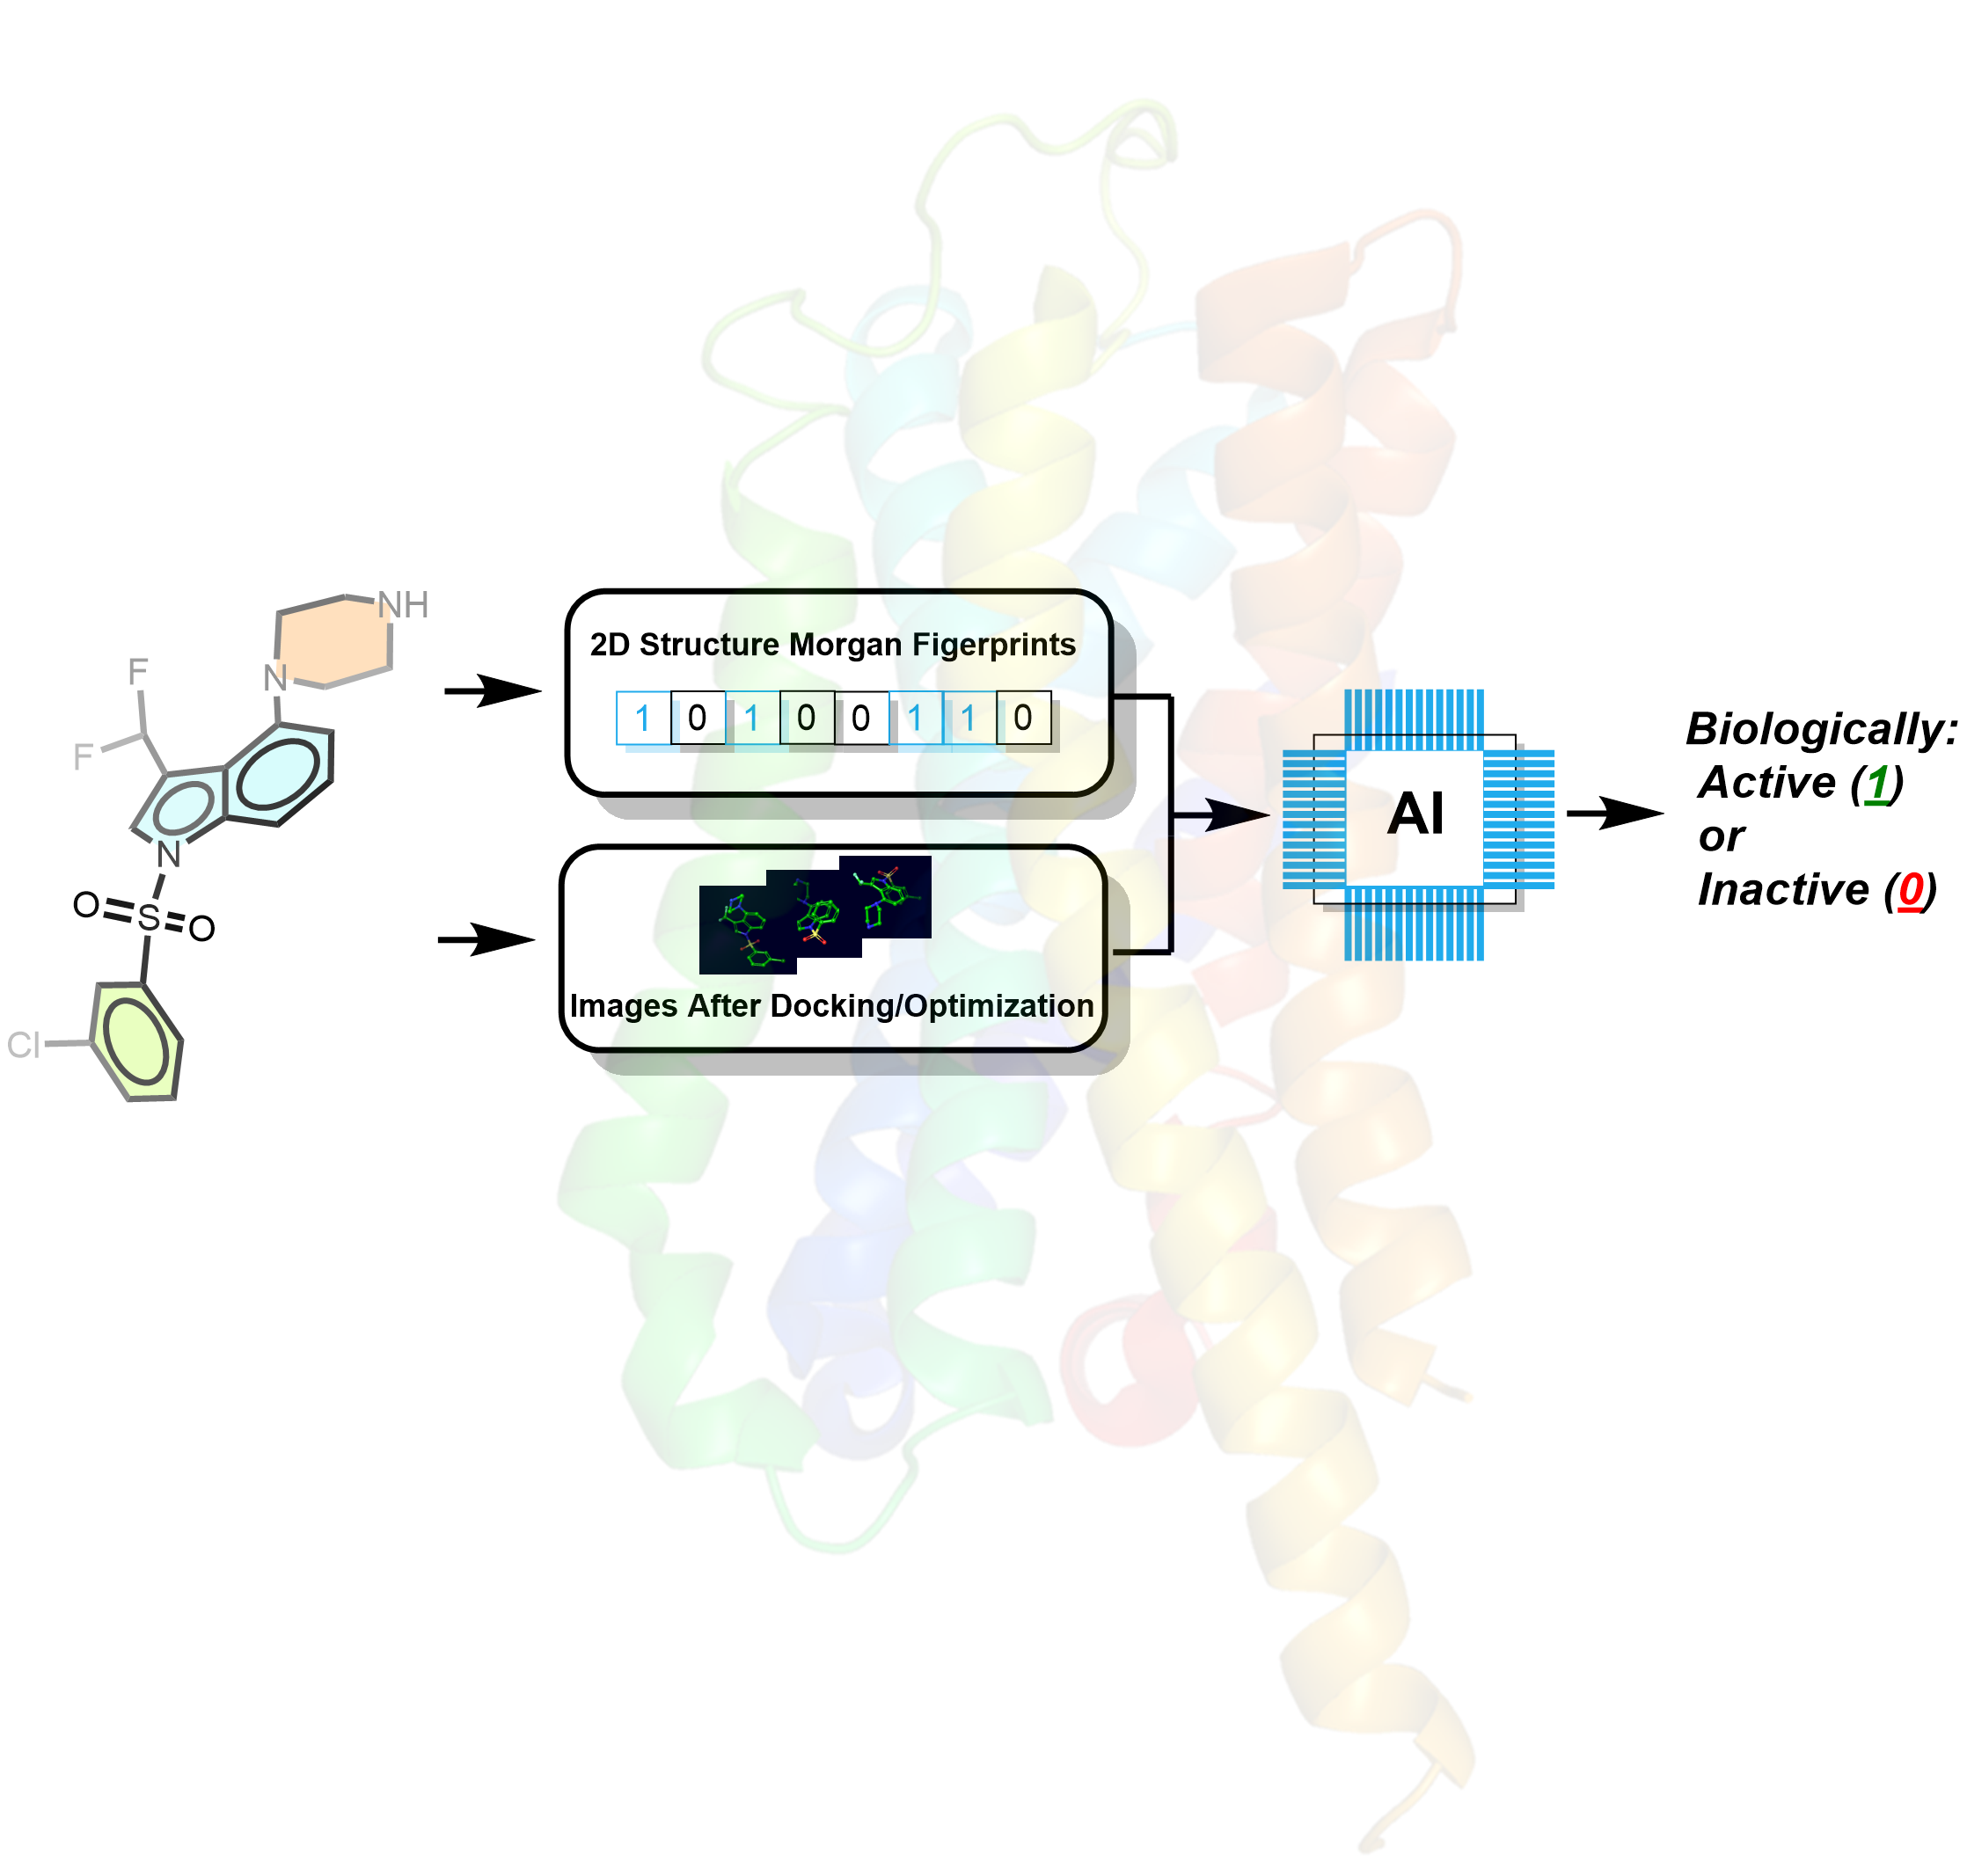 NH
N
F
F
N
O
S
O
Cl
2D Structure Morgan Figerprints
1 0 1 0 0 1 1 0
Images After Docking/Optimization
AI
Biologically:
Active (1)
or
Inactive (0)